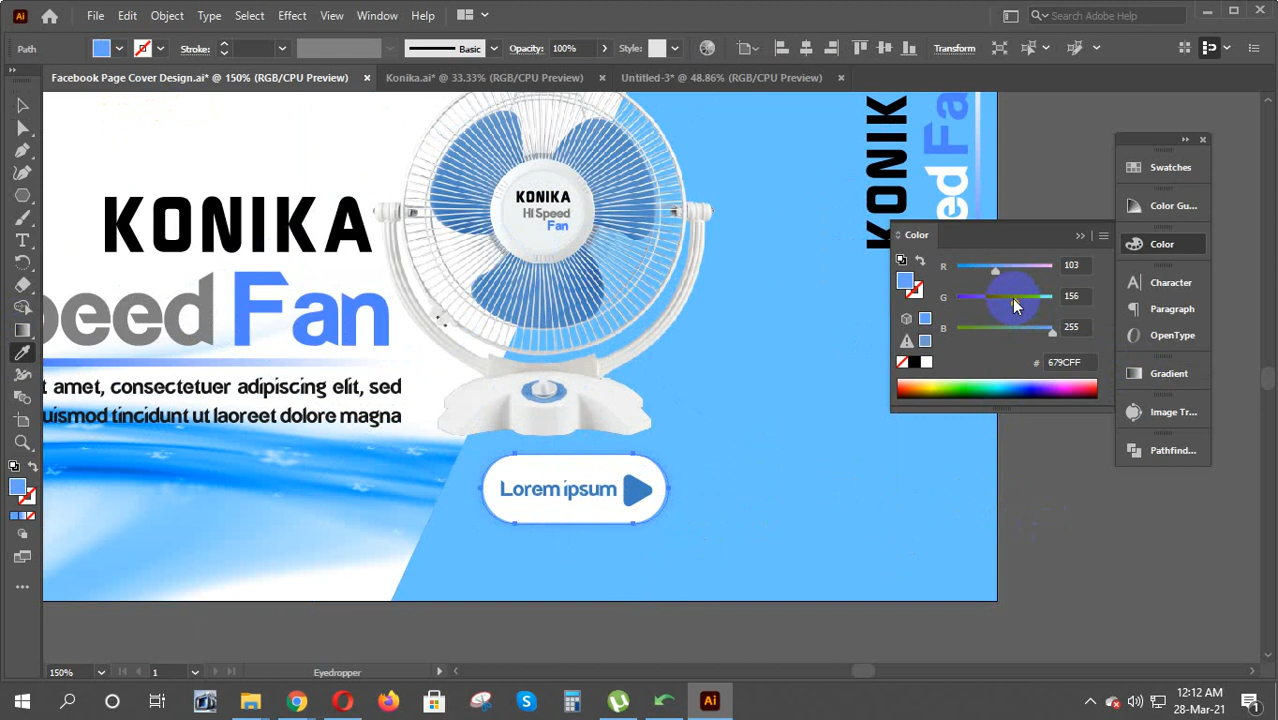 Ai
File Edit Object Type Select Effect View Window Help
Search Adobe Help
Path
Stroke:
Basic
Opacity: 100%
Style:
Transform
Facebook Page Cover Design.ai* @ 150% (RGB/CPU Preview)
Konika.ai* @ 33.33% (RGB/CPU Preview)
Untitled-3* @ 48.86% (RGB/CPU Preview)
KONIKA
peed Fan
t amet, consectetuer adipiscing elit, sed
uismod tincidunt ut laoreet dolore magna
KONIKA
HI Speed
Fan
Lorem ipsum
KONIK
eed Fa
Color
R 103
G 156
B 255
# 679CFF
Swatches
Color Gu...
Color
Character
Paragraph
OpenType
Gradient
Image Tr...
Pathfind...
150%
1
Eyedropper
12:12 AM
28-Mar-21
1